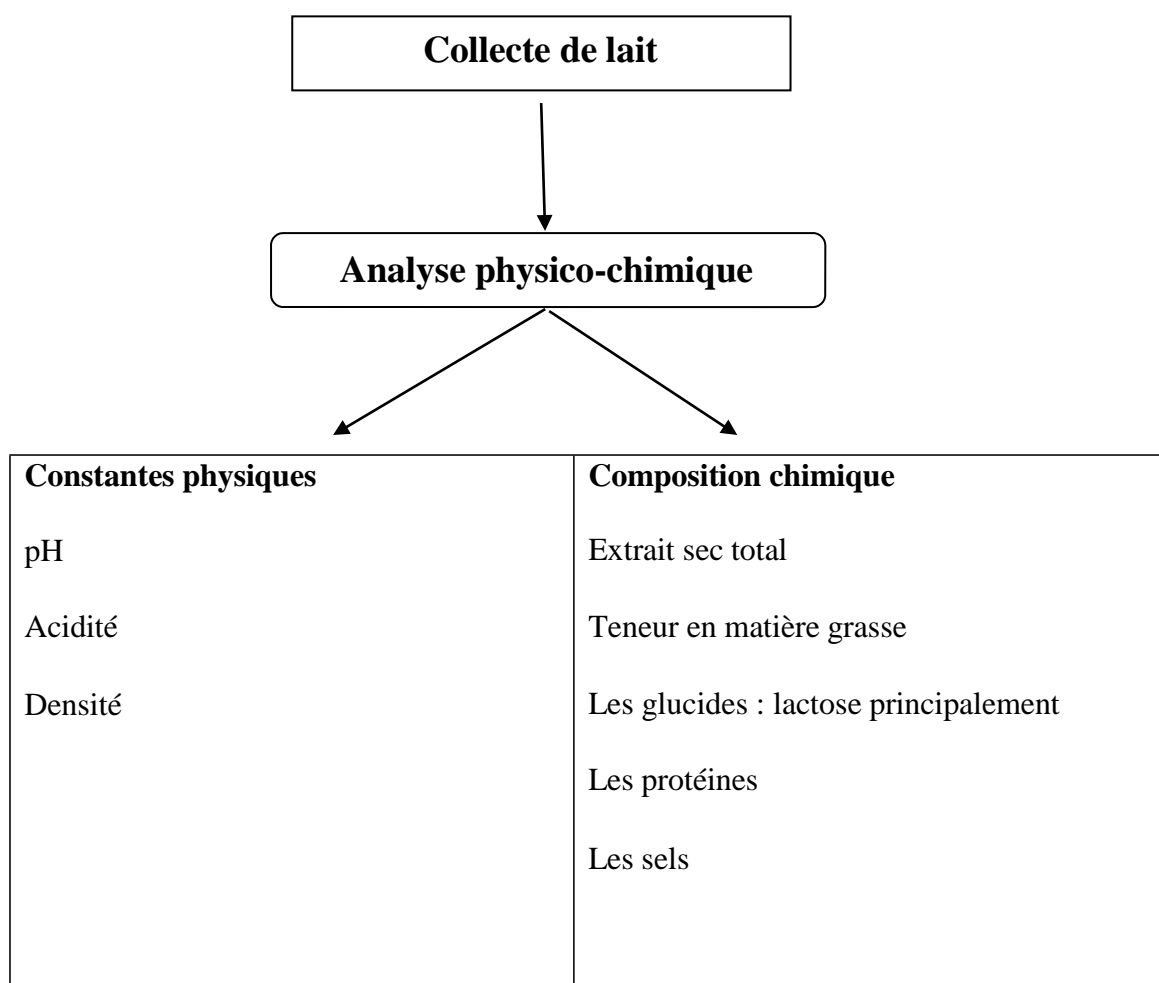 Collecte de lait
Analyse physico-chimique
Constantes physiques
pH
Acidité
Densité
Composition chimique
Extrait sec total
Teneur en matière grasse
Les glucides : lactose principalement
Les protéines
Les sels